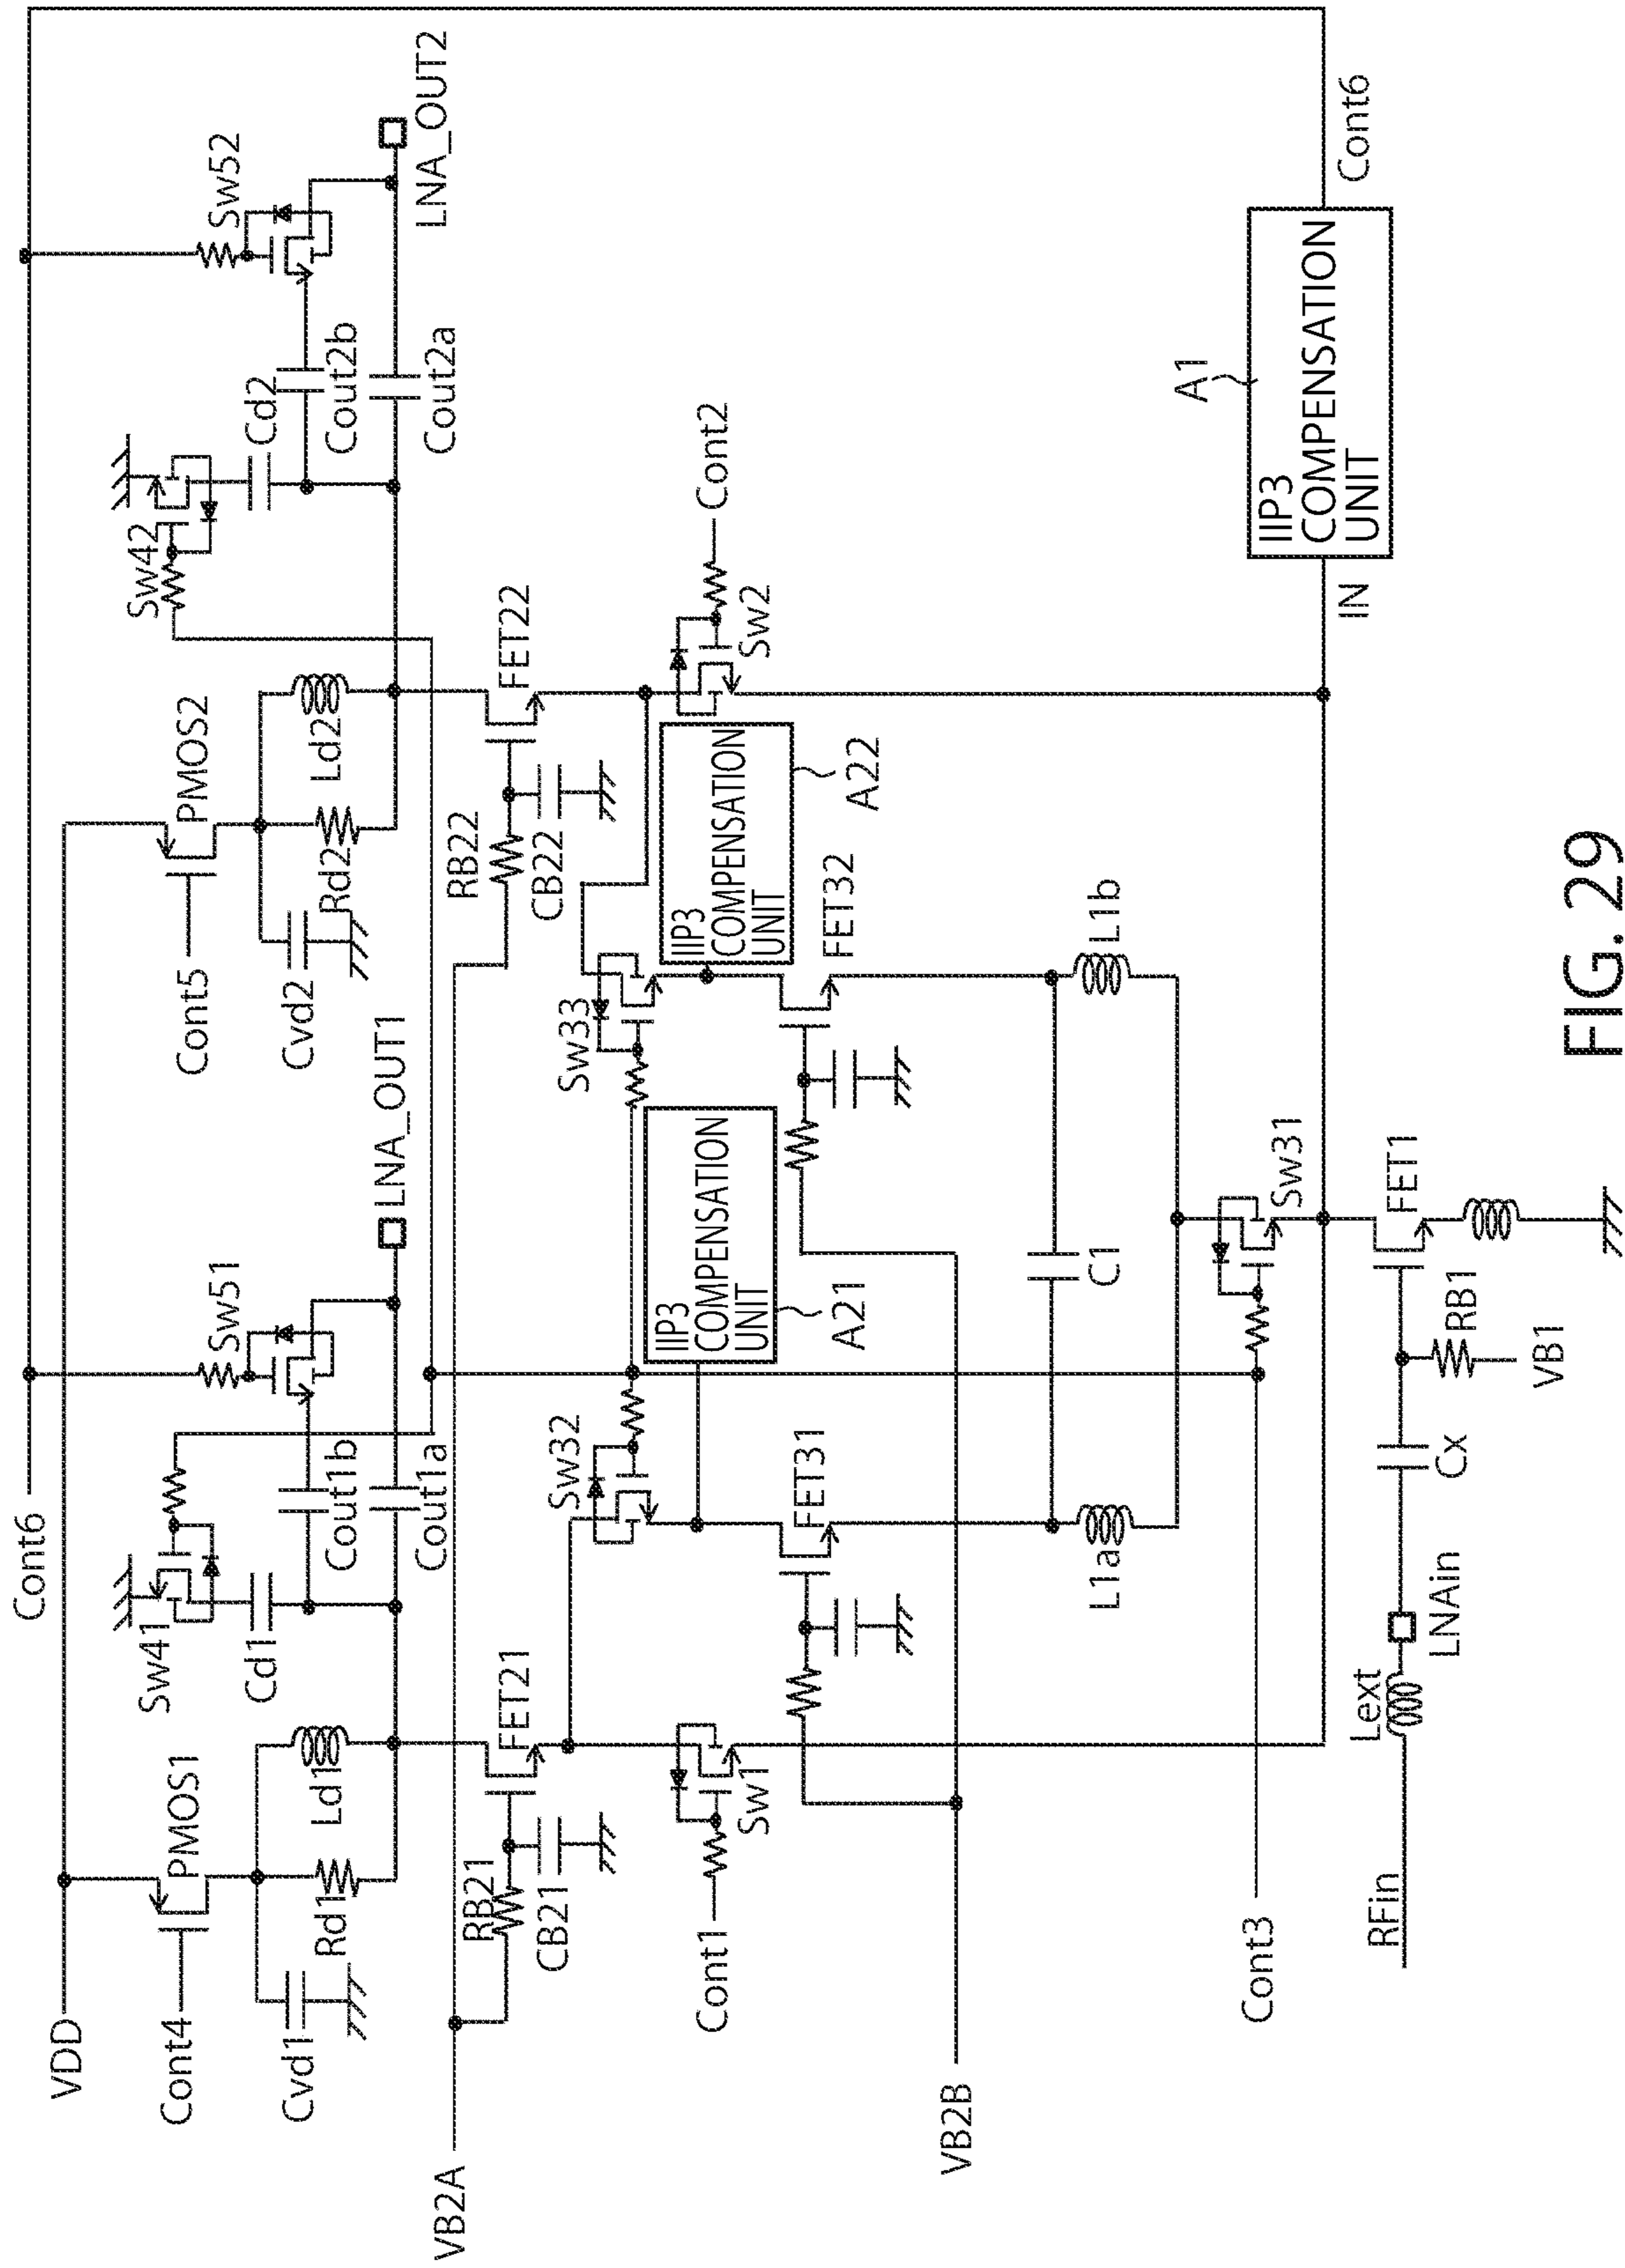 Cont6
VDD
Cont4
PMOS1
Cvd1
Rd1
Ld1
Sw41
Cd1
Cout1b
Cout1a
Sw51
LNA_OUT1
Cont5
PMOS2
Cvd2
Rd2
Ld2
Sw42
Cd2
Cout2b
Cout2a
Sw52
LNA_OUT2
VB2A
RB21
CB21
FET21
RB22
CB22
FET22
Cont1
Sw1
Sw32
Sw33
Sw2
Cont2
IIP3
COMPENSATION
UNIT
A21
IIP3
COMPENSATION
UNIT
A22
FET31
FET32
VB2B
L1a
C1
L1b
Cont3
Sw31
IN
IIP3
COMPENSATION
UNIT
A1
Cont6
RFin
Lext
LNAin
Cx
RB1
VB1
FET1
FIG. 29